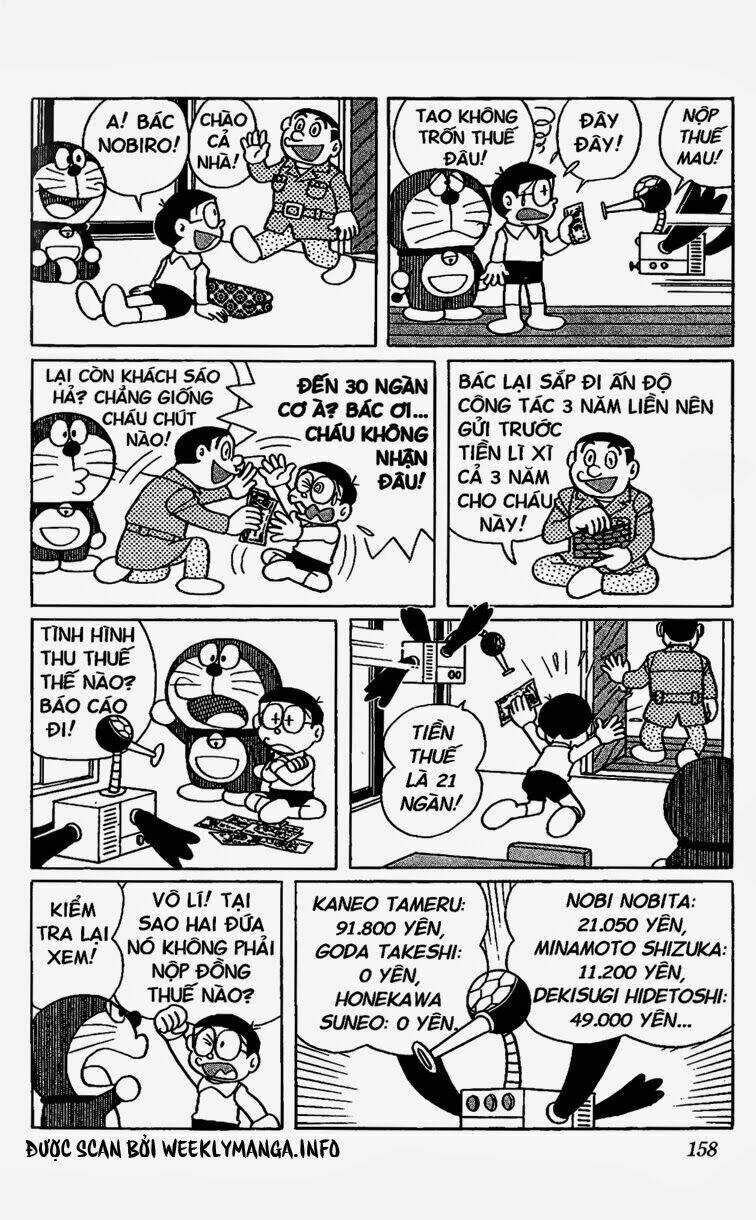 NỘP
THUẾ
MAU!
ĐÂY
ĐÂY!
TAO KHÔNG
TRỐN THUẾ
ĐÂU!
CHÀO
CẢ
NHÀ!
A! BÁC
NOBIRO!
BÁC LẠI SẮP ĐI ẤN ĐỘ
CÔNG TÁC 3 NĂM LIỀN NÊN
GỬI TRƯỚC
TIỀN LÌ XÌ
CẢ 3 NĂM
CHO CHÁU
NÀY!
ĐẾN 30 NGÀN
CƠ À? BÁC ƠI...
CHÁU KHÔNG
NHẬN
ĐÂU!
LẠI CÒN KHÁCH SÁO
HẢ? CHẲNG GIỐNG
CHÁU CHÚT
NÀO!
TIỀN
THUẾ
LÀ 21
NGÀN!
TÌNH HÌNH
THU THUẾ
THẾ NÀO?
BÁO CÁO
ĐI!
NOBI NOBITA:
21.050 YÊN,
MINAMOTO SHIZUKA:
11.200 YÊN,
DEKISUGI HIDETOSHI:
49.000 YÊN...
KANEO TAMERU:
91.800 YÊN,
GODA TAKESHI:
0 YÊN,
HONEKAWA
SUNEO: 0 YÊN.
VÔ LÍ! TẠI
SAO HAI ĐỨA
NÓ KHÔNG PHẢI
NỘP ĐỒNG
THUẾ NÀO?
KIỂM
TRA LẠI
XEM!
ĐƯỢC SCAN BỞI WEEKLYMANGA.INFO
158